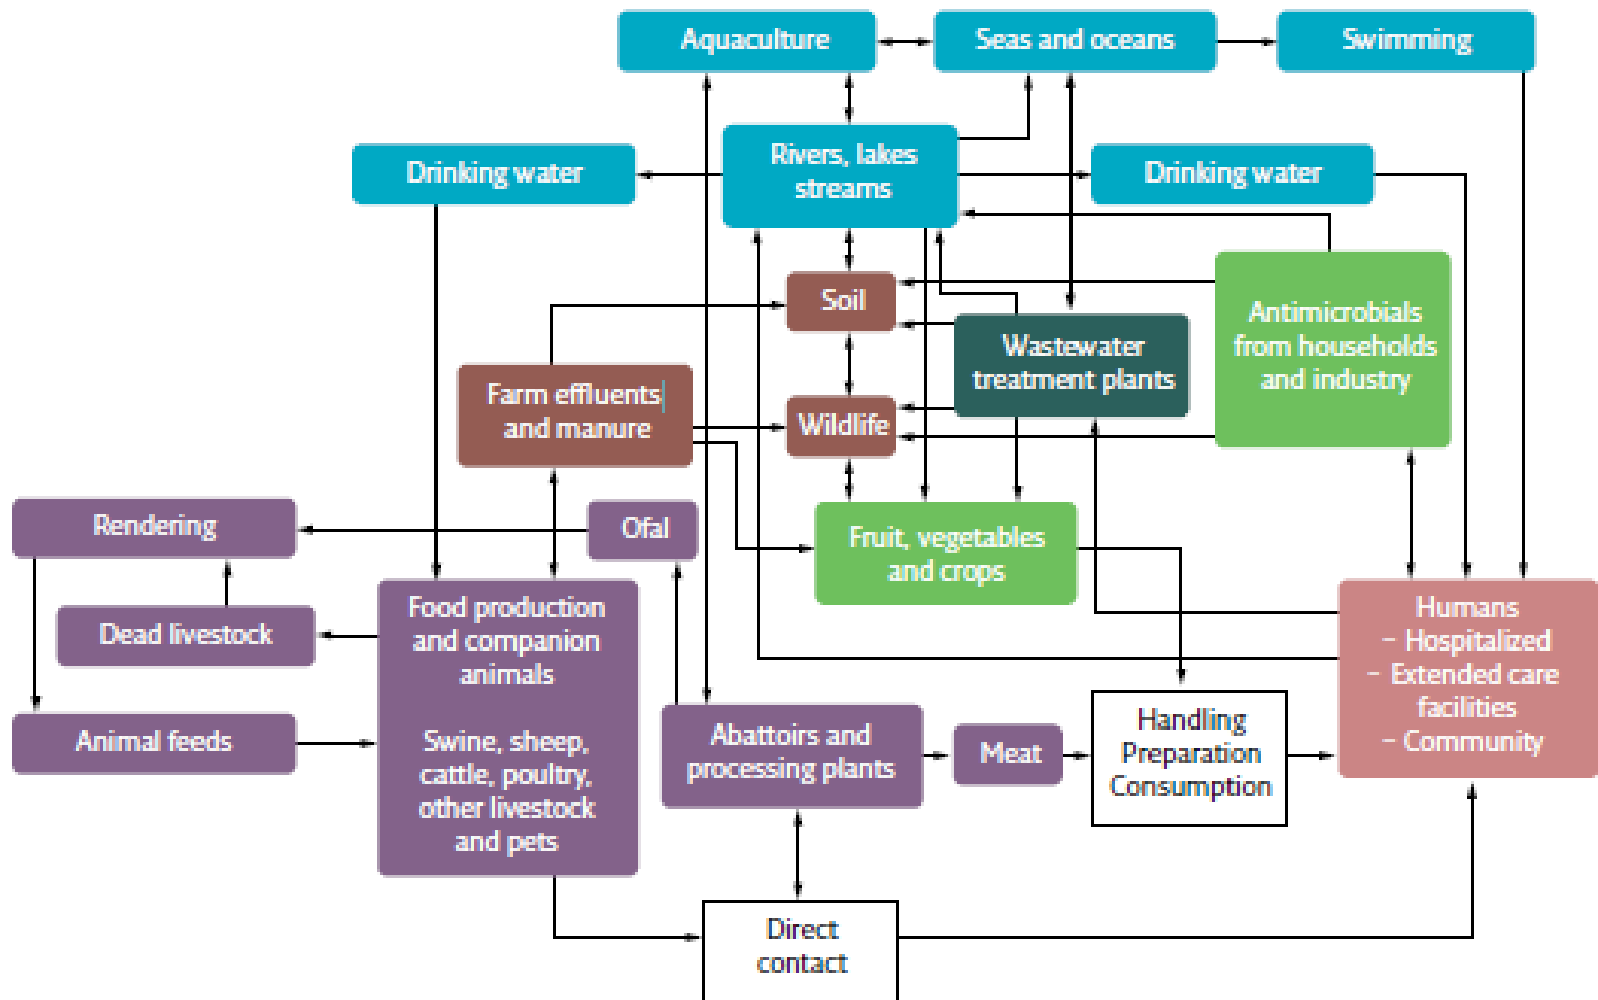 Aquaculture
Seas and oceans
Swimming
Drinking water
Rivers, lakes
streams
Drinking water
Soil
Antimicrobials
from households
and industry
Wastewater
treatment plants
Farm effluents
and manure
Wildlife
Rendering
Ofal
Fruit, vegetables
and crops
Dead livestock
Food production
and companion
animals
Swine, sheep,
cattle, poultry,
other livestock
and pets
Animal feeds
Abattoirs and
processing plants
Meat
Handling
Preparation
Consumption
Humans
– Hospitalized
– Extended care
facilities
– Community
Direct
contact